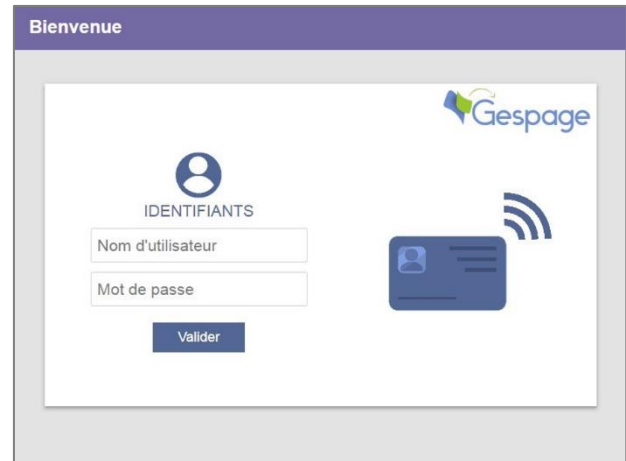 Bienvenue
Gespage
IDENTIFIANTS
Nom d'utilisateur
Mot de passe
Valider